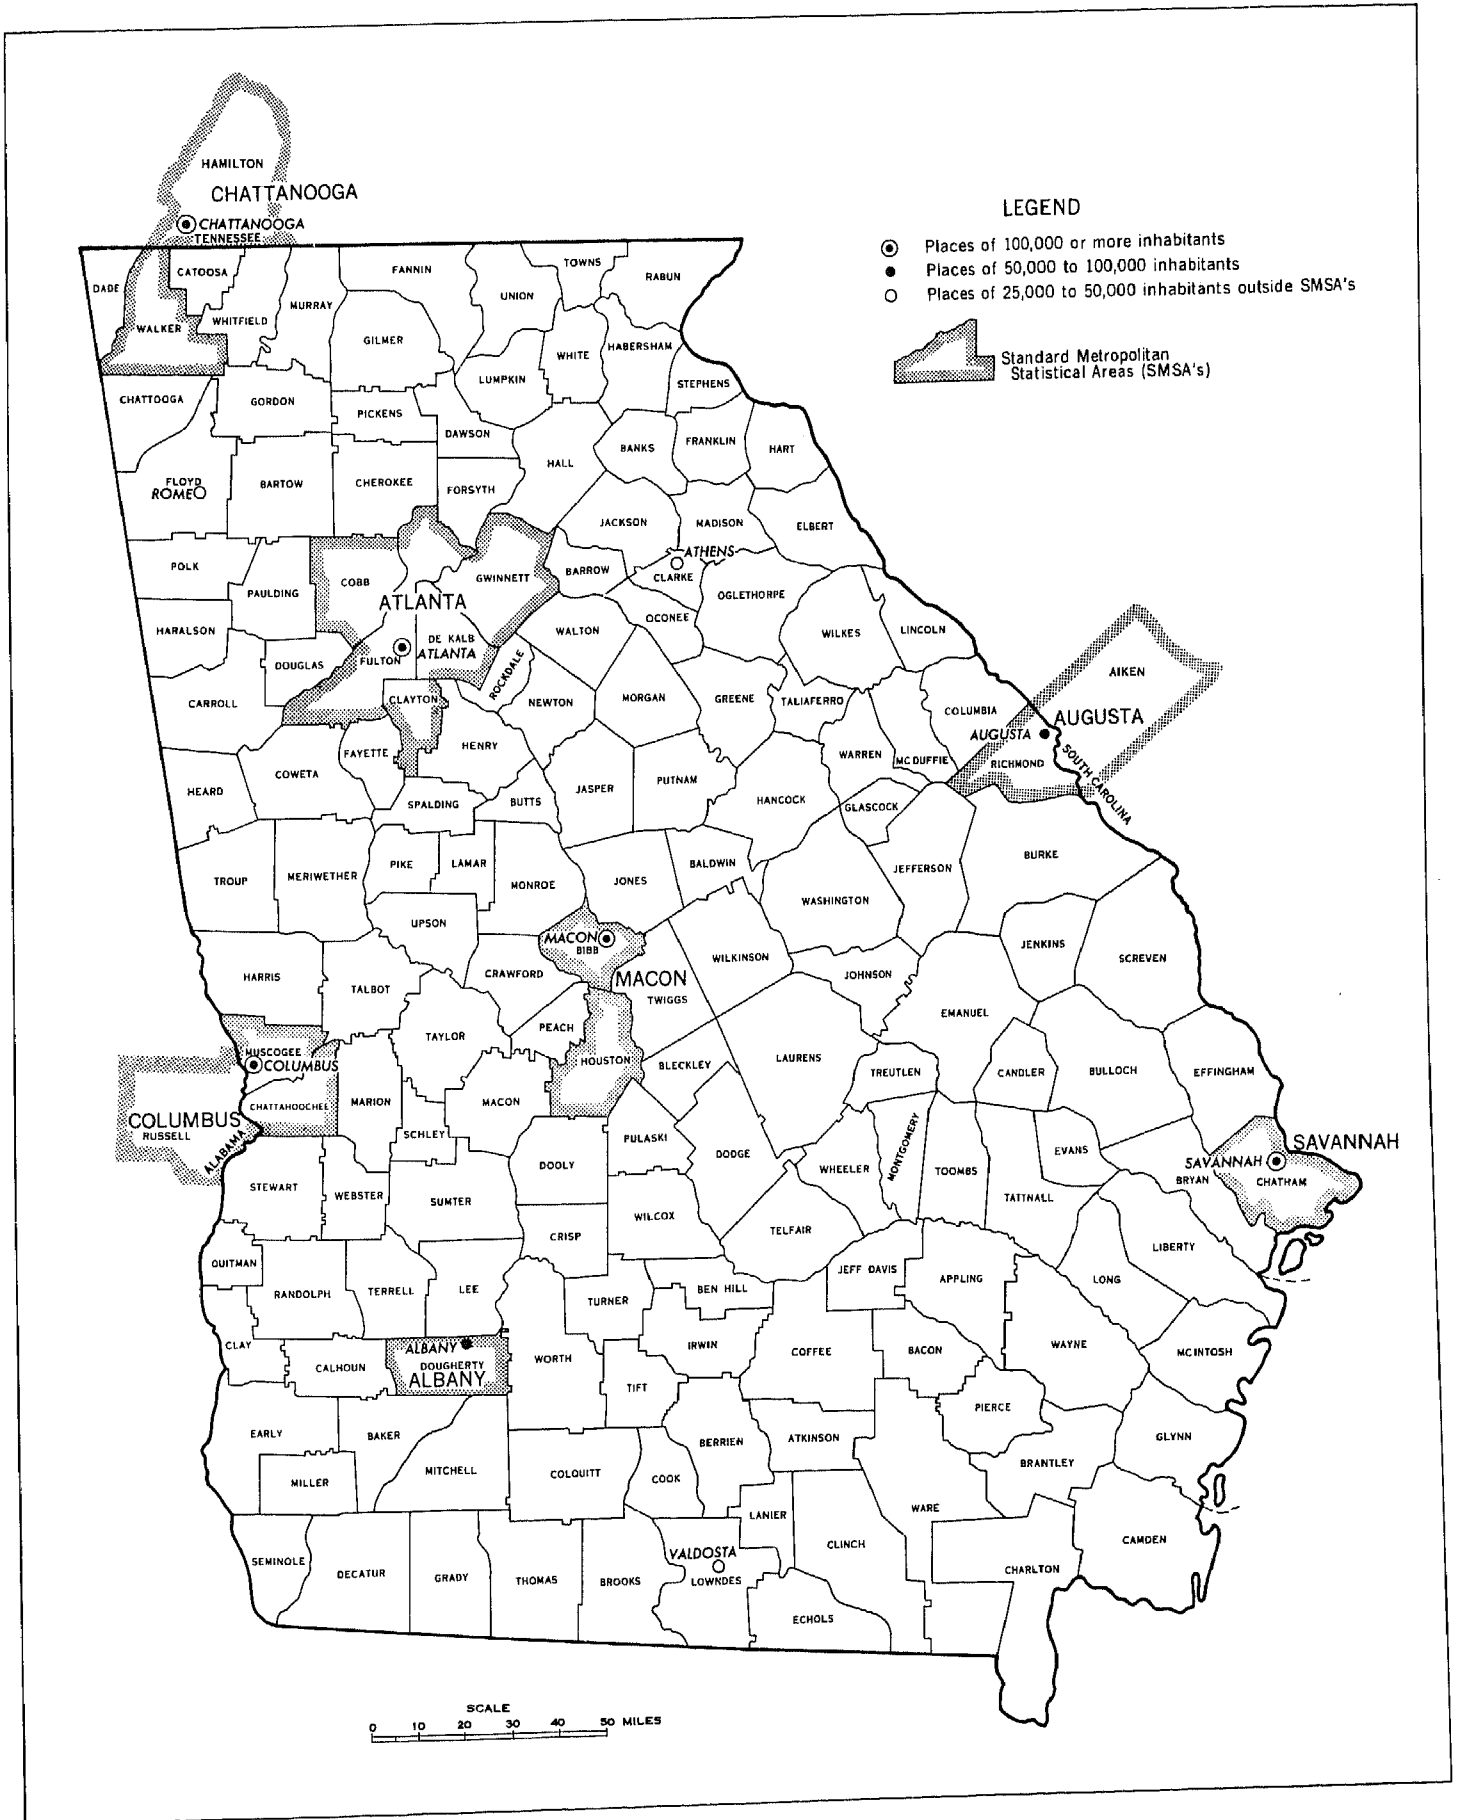 HAMILTON
CHATTANOOGA
CHATTANOOGA
TENNESSEE
LEGEND
Places of 100,000 or more inhabitants
Places of 50,000 to 100,000 inhabitants
Places of 25,000 to 50,000 inhabitants outside SMSA's
Standard Metropolitan
Statistical Areas (SMSA's)
DADE
CATOOSA
FANNIN
TOWNS
RABUN
UNION
MURRAY
WALKER
WHITFIELD
GILMER
WHITE
HABERSHAM
LUMPKIN
STEPHENS
CHATTOOGA
GORDON
PICKENS
DAWSON
BANKS
FRANKLIN
HART
HALL
FLOYD
ROME
BARTOW
CHEROKEE
FORSYTH
JACKSON
MADISON
ELBERT
ATHENS
CLARKE
POLK
PAULDING
COBB
GWINNETT
BARROW
OGLETHORPE
ATLANTA
HARALSON
DOUGLAS
FULTON
DE KALB
ATLANTA
WALTON
OCONEE
WILKES
LINCOLN
ROCKDALE
CARROLL
CLAYTON
NEWTON
MORGAN
GREENE
TALIAFERRO
COLUMBIA
AIKEN
AUGUSTA
AUGUSTA
RICHMOND
SOUTH CAROLINA
FAYETTE
HENRY
COWETA
WARREN
MC DUFFIE
HEARD
SPALDING
BUTTS
JASPER
PUTNAM
HANCOCK
GLASCOCK
TROUP
MERIWETHER
PIKE
LAMAR
MONROE
JONES
BALDWIN
WASHINGTON
JEFFERSON
BURKE
UPSON
MACON
BIBB
MACON
TWIGGS
WILKINSON
JOHNSON
JENKINS
SCREVEN
HARRIS
TALBOT
CRAWFORD
TAYLOR
PEACH
HOUSTON
BLECKLEY
LAURENS
EMANUEL
TREUTLEN
CANDLER
BULLOCH
EFFINGHAM
MUSCOGEE
COLUMBUS
CHATTAHOOCHEE
COLUMBUS
RUSSELL
ALABAMA
MARION
MACON
SCHLEY
PULASKI
DOOLY
DODGE
WHEELER
MONTGOMERY
TOOMBS
EVANS
TATTNALL
SAVANNAH
SAVANNAH
BRYAN
CHATHAM
STEWART
WEBSTER
SUMTER
CRISP
WILCOX
TELFAIR
LIBERTY
QUITMAN
RANDOLPH
TERRELL
LEE
TURNER
BEN HILL
JEFF DAVIS
APPLING
LONG
CLAY
CALHOUN
ALBANY
DOUGHERTY
ALBANY
WORTH
IRWIN
COFFEE
BACON
WAYNE
MCINTOSH
TIFT
EARLY
BAKER
MILLER
MITCHELL
COLQUITT
COOK
BERRIEN
ATKINSON
PIERCE
BRANTLEY
GLYNN
LANIER
WARE
CLINCH
CHARLTON
CAMDEN
SEMINOLE
DECATUR
GRADY
THOMAS
BROOKS
VALDOSTA
LOWNDES
ECHOLS
SCALE
0 10 20 30 40 50 MILES